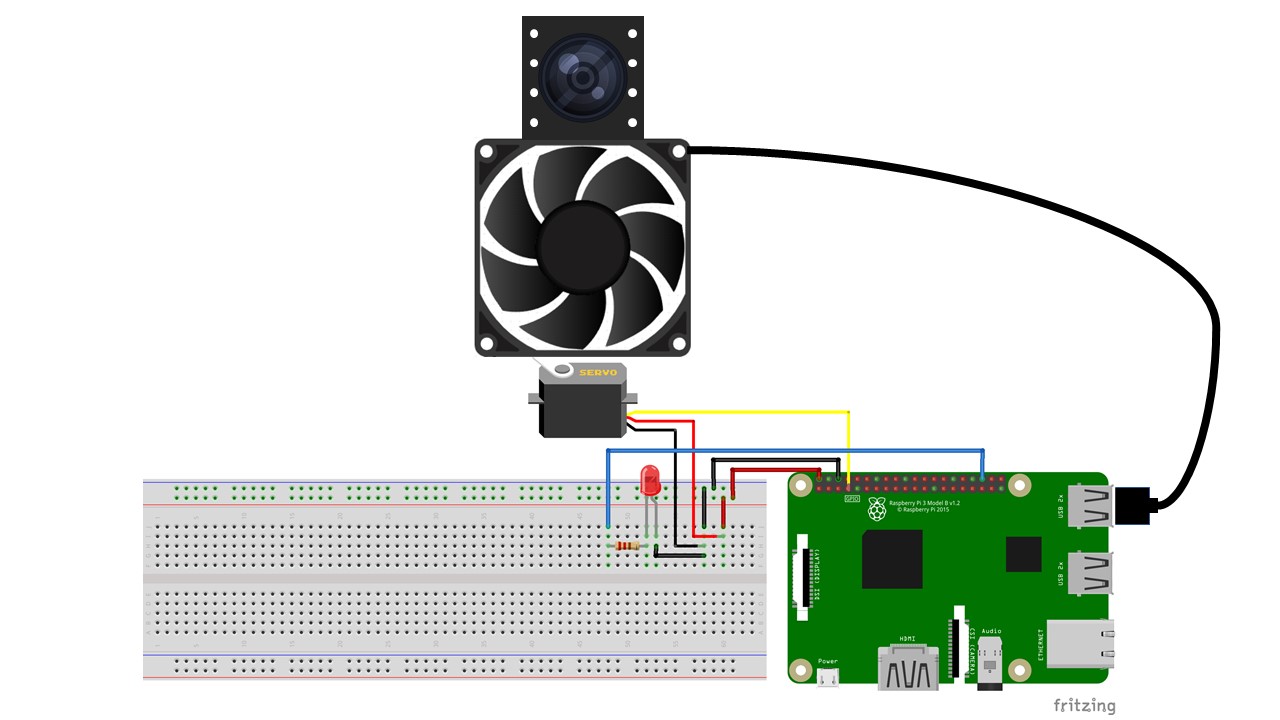 SERVO
GPIO
Raspberry Pi 3 Model B v1.2
© Raspberry Pi 2015
USB 2x
DSI (DISPLAY)
USB 2x
HDMI
CSI (CAMERA)
Audio
ETHERNET
Power
fritzing